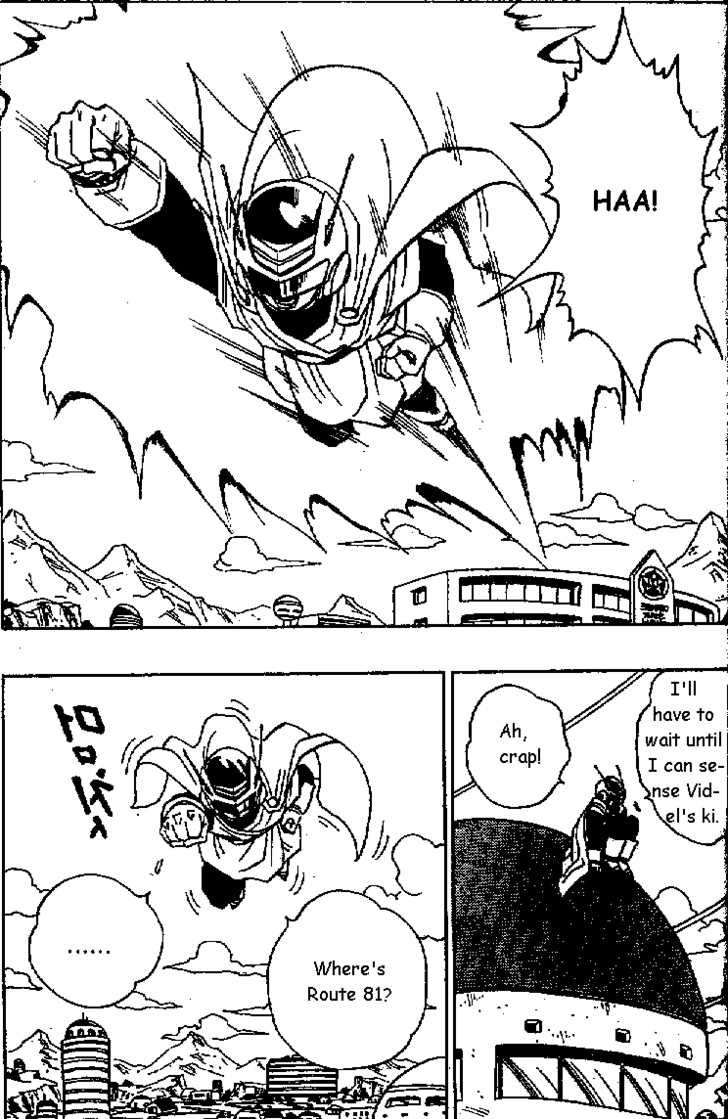 HAA!
......
Where's
Route 81?
Ah,
crap!
I'll
have to
wait until
I can se-
nse Vid-
el's ki.